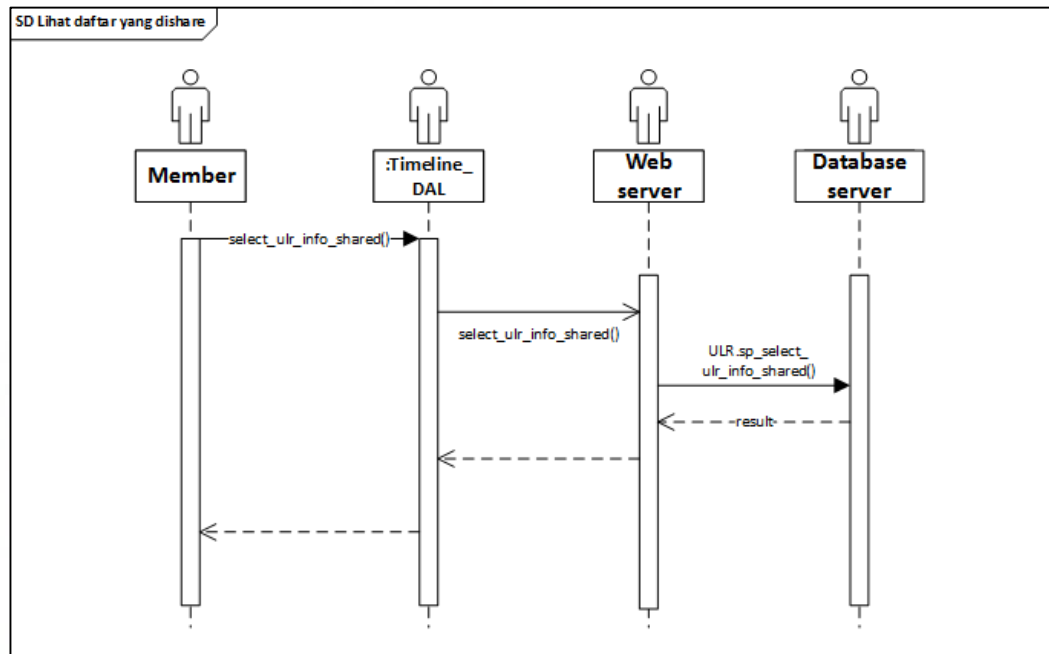 SD Lihat daftar yang dishare
Member
:Timeline_
DAL
Web
server
Database
server
select_ulr_info_shared()
select_ulr_info_shared()
ULR.sp_select_
ulr_info_shared()
result